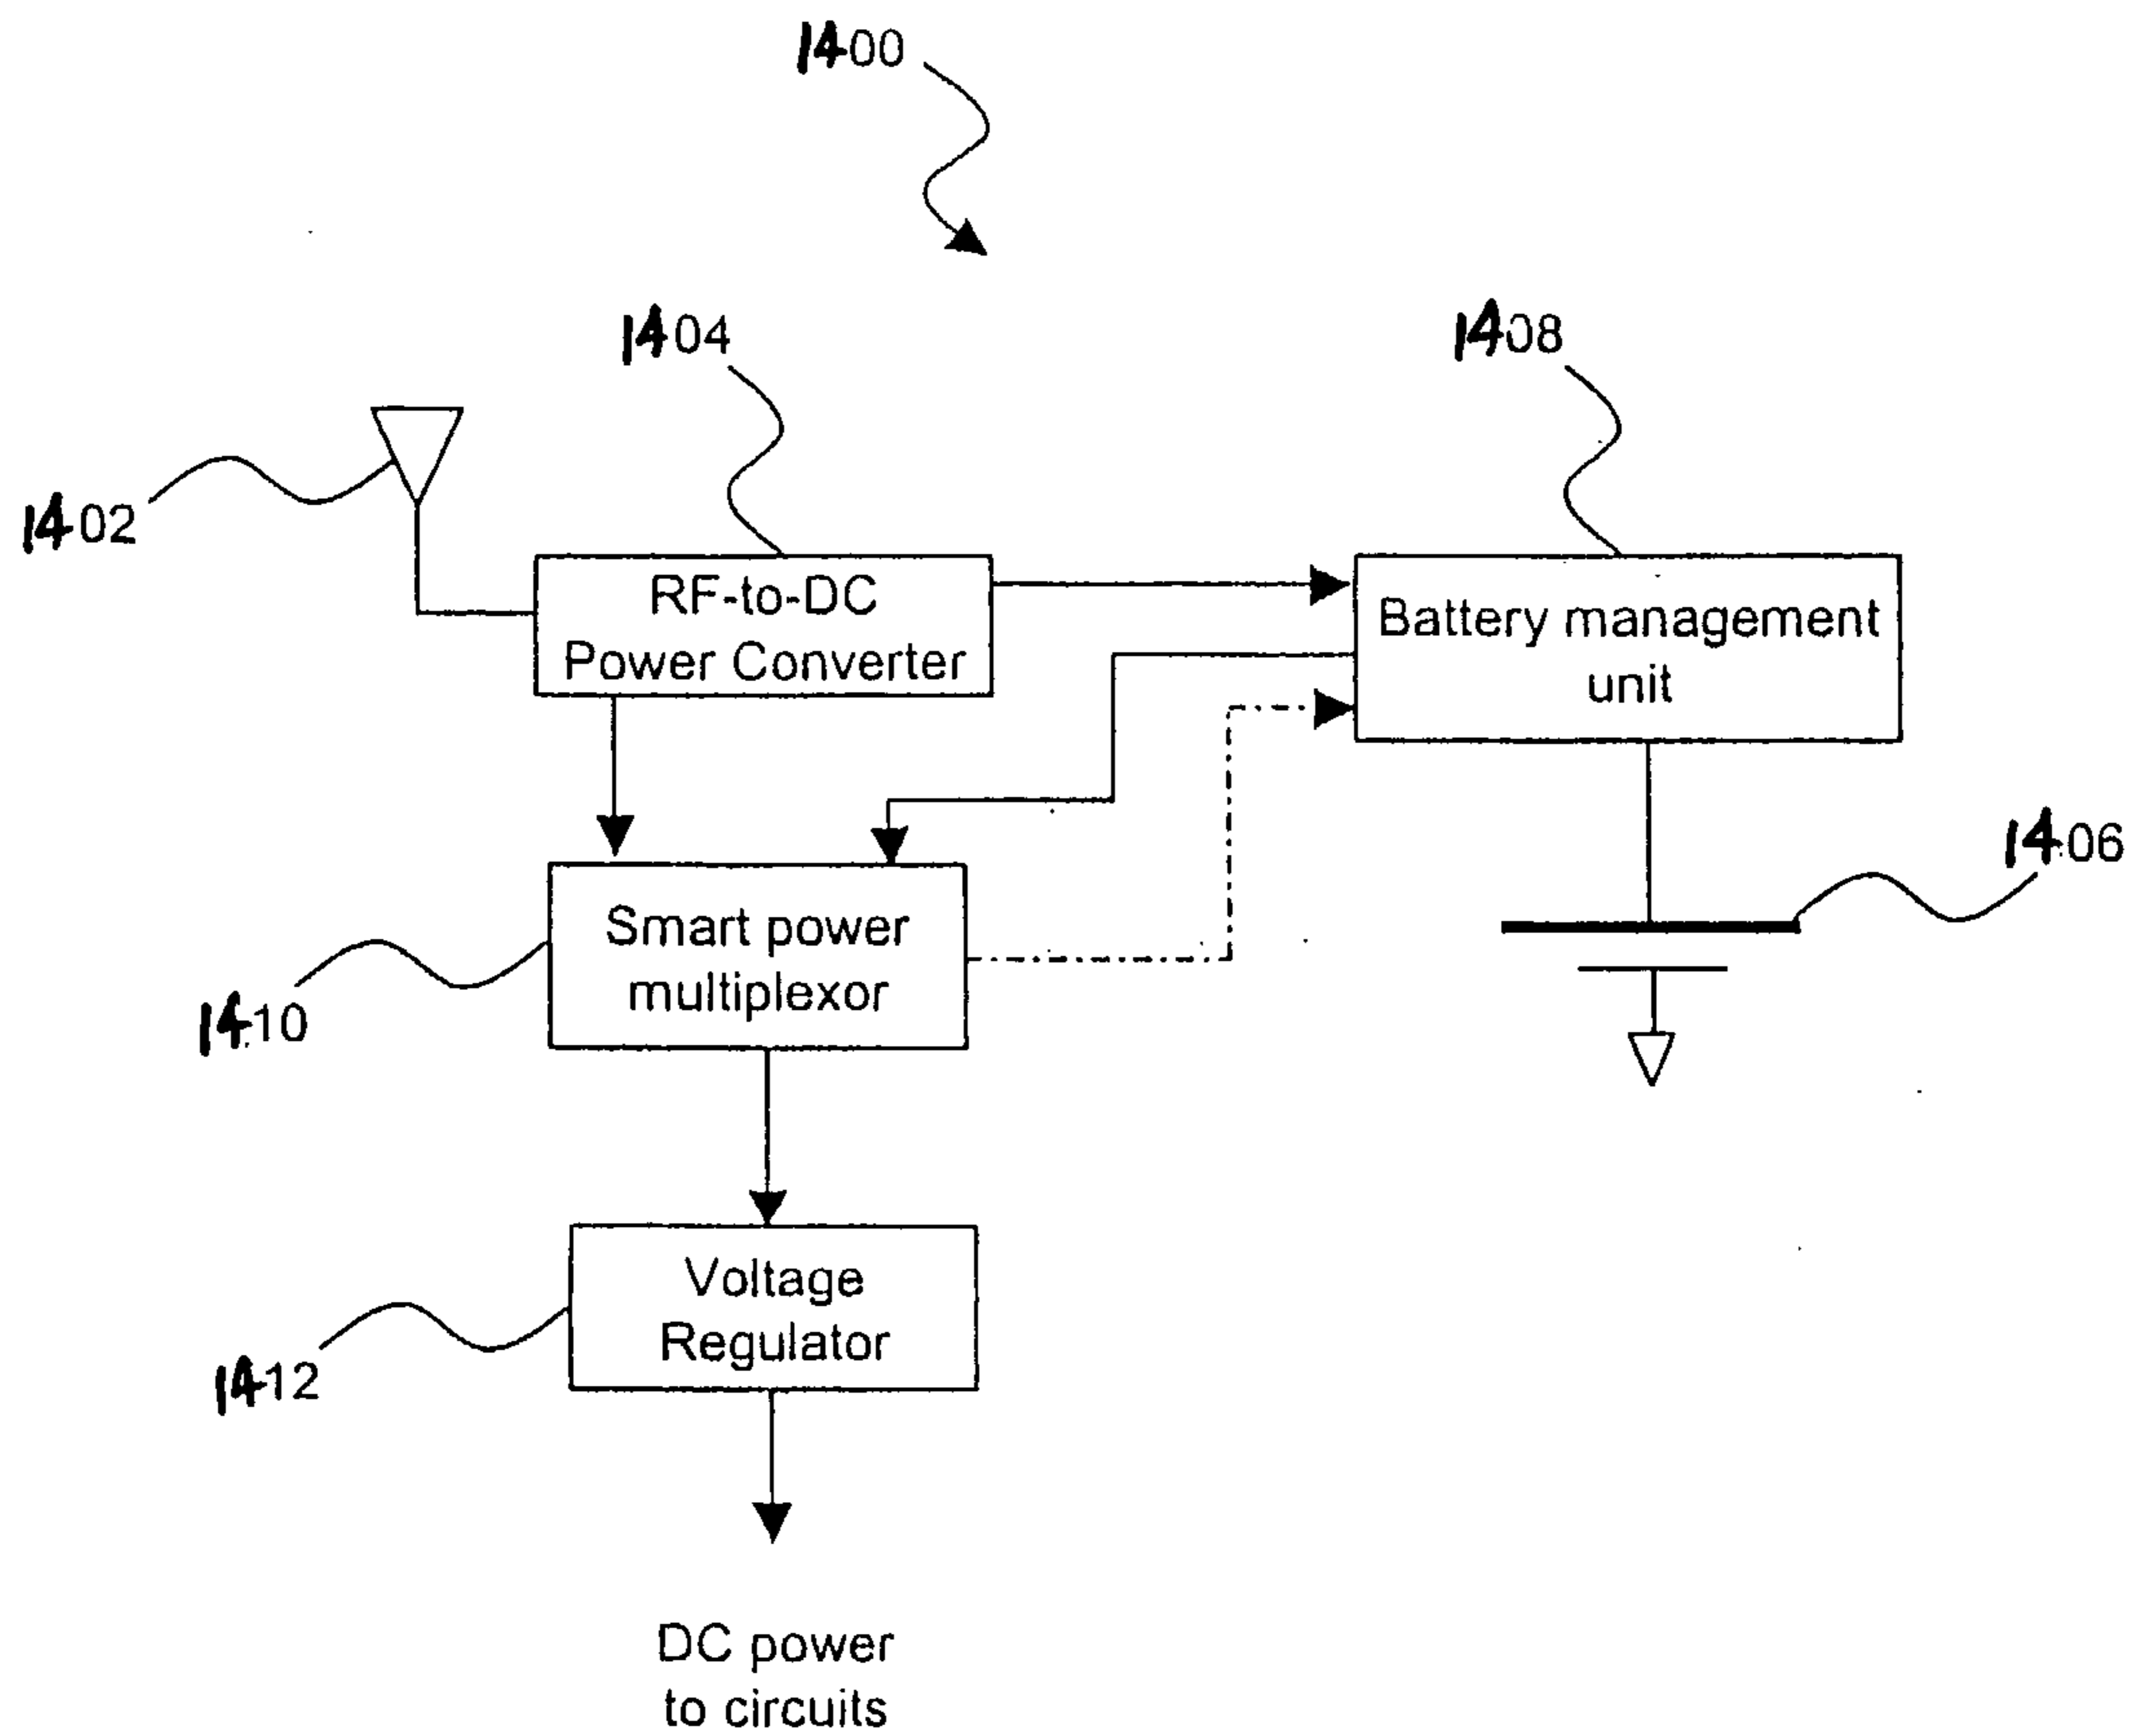 1400
1404
1408
1402
RF-to-DC
Power Converter
Battery management
unit
1406
Smart power
multiplexor
1410
Voltage
Regulator
1412
DC power
to circuits